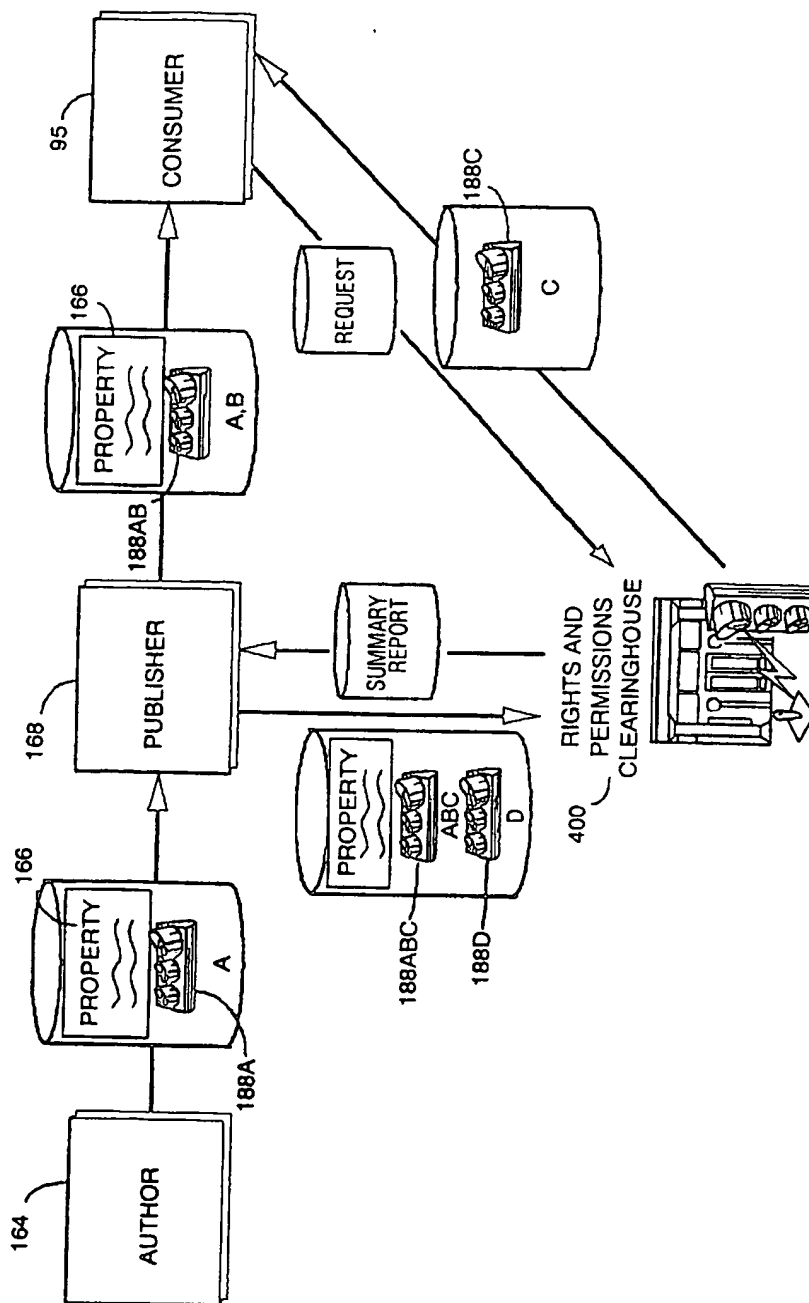 164
AUTHOR
166
PROPERTY
A
188A
168
PUBLISHER
188AB
166
PROPERTY
A,B
95
CONSUMER
PROPERTY
ABC
D
188ABC
188D
SUMMARY
REPORT
REQUEST
188C
C
400
RIGHTS AND
PERMISSIONS
CLEARINGHOUSE